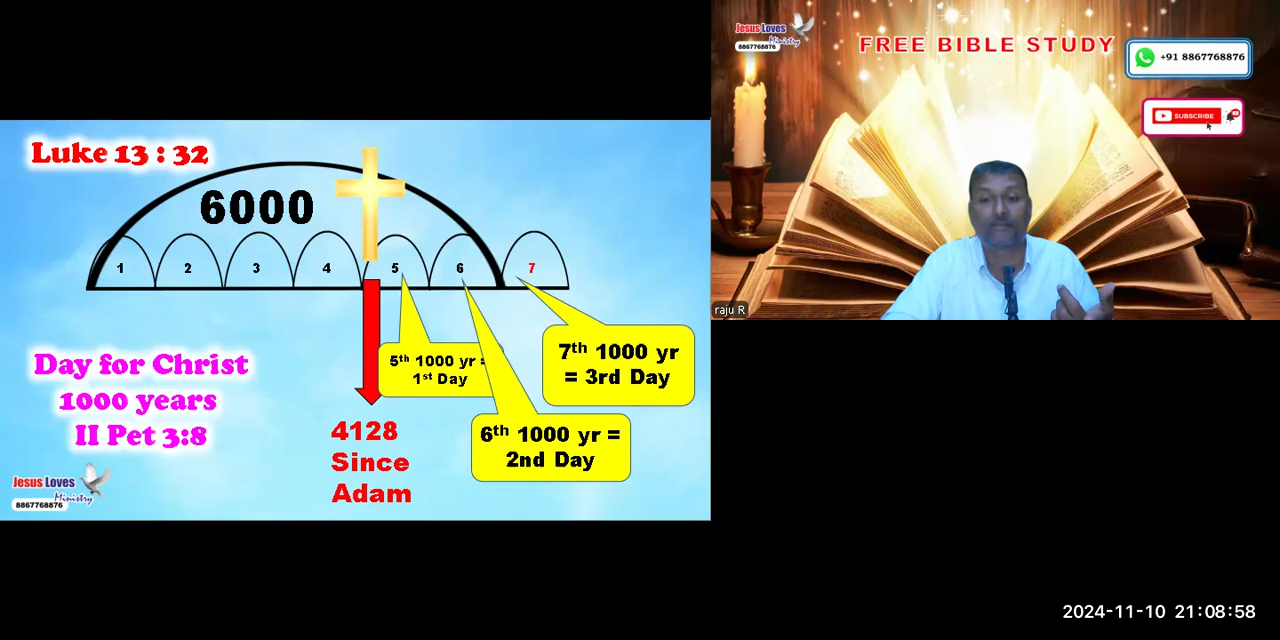 Luke 13 : 32
6000
1
2
3
4
5
6
7
5th 1000 yr =
1st Day
7th 1000 yr
= 3rd Day
6th 1000 yr =
2nd Day
Day for Christ
1000 years
II Pet 3:8
4128
Since
Adam
Jesus Loves
Ministry
8867768876
Jesus Loves
Ministry
8867768876
FREE BIBLE STUDY
+91 8867768876
SUBSCRIBE
raju R
2024-11-10 21:08:58